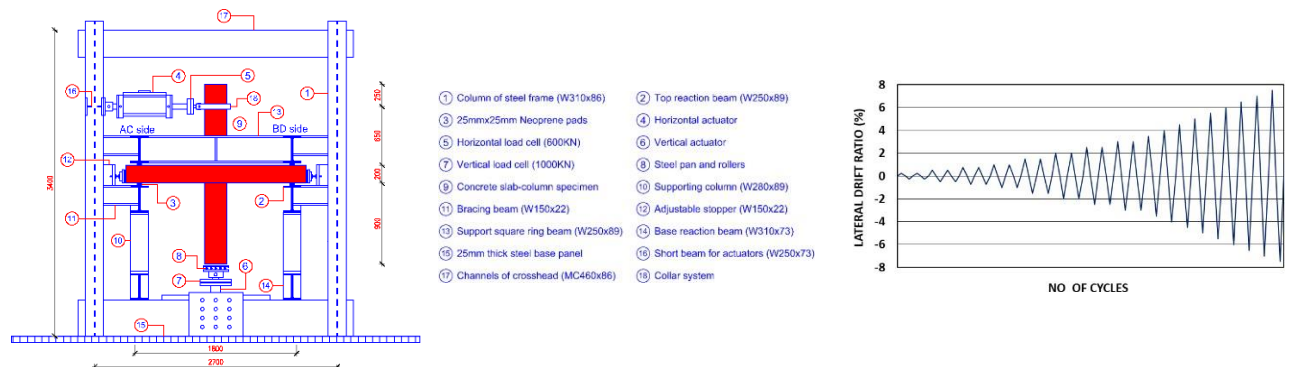 17
16
4
5
1
18
9
13
AC side
BD side
12
3
2
11
10
8
7
6
14
15
3400
250
650
200
900
1800
2700
1 Column of steel frame (W310x86)
2 Top reaction beam (W250x89)
3 25mmx25mm Neoprene pads
4 Horizontal actuator
5 Horizontal load cell (600KN)
6 Vertical actuator
7 Vertical load cell (1000KN)
8 Steel pan and rollers
9 Concrete slab-column specimen
10 Supporting column (W280x89)
11 Bracing beam (W150x22)
12 Adjustable stopper (W150x22)
13 Support square ring beam (W250x89)
14 Base reaction beam (W310x73)
15 25mm thick steel base panel
16 Short beam for actuators (W250x73)
17 Channels of crosshead (MC460x86)
18 Collar system
LATERAL DRIFT RATIO (%)
8
6
4
2
0
-2
-4
-6
-8
NO OF CYCLES